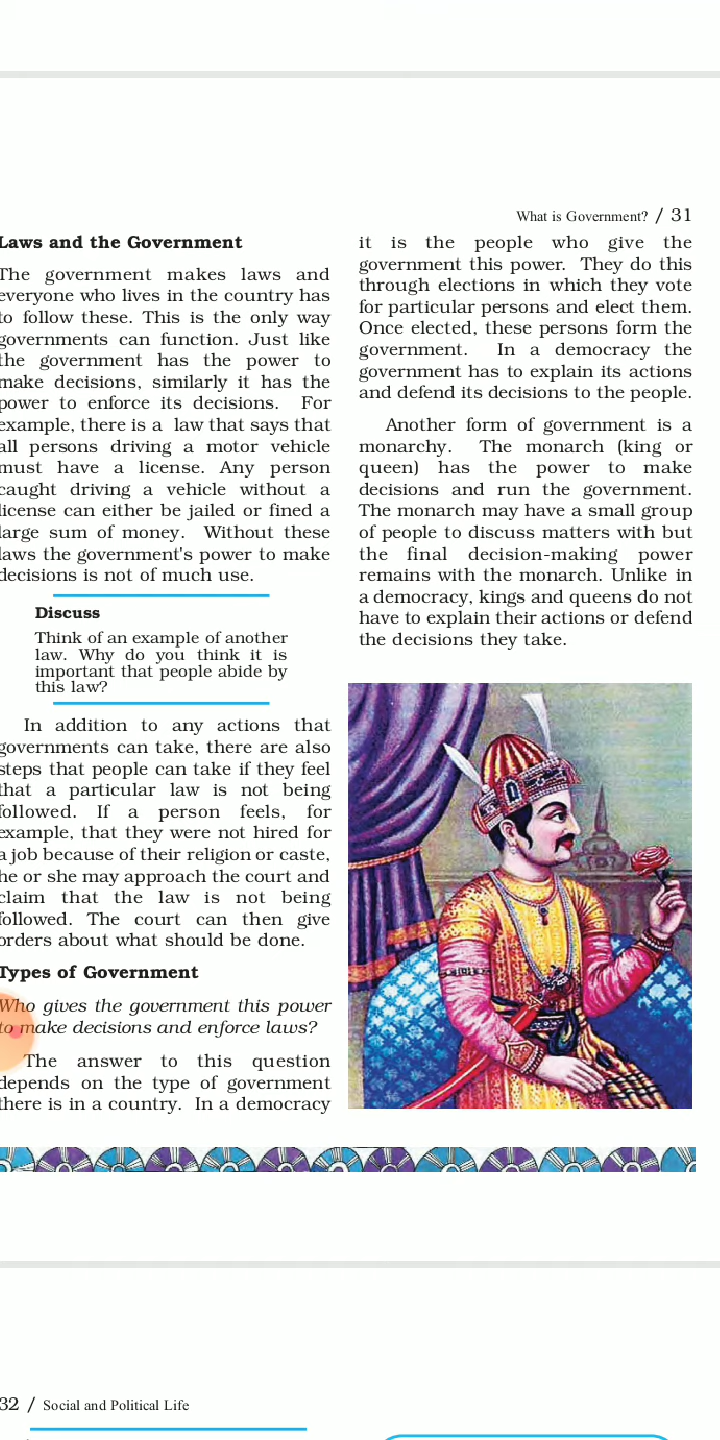 What is Government? / 31
Laws and the Government
The government makes laws and
everyone who lives in the country has
to follow these. This is the only way
governments can function. Just like
the government has the power to
make decisions, similarly it has the
power to enforce its decisions. For
example, there is a law that says that
all persons driving a motor vehicle
must have a license. Any person
caught driving a vehicle without a
license can either be jailed or fined a
large sum of money. Without these
laws the government's power to make
decisions is not of much use.
Discuss
Think of an example of another
law. Why do you think it is
important that people abide by
this law?
In addition to any actions that
governments can take, there are also
steps that people can take if they feel
that a particular law is not being
followed. If a person feels, for
example, that they were not hired for
a job because of their religion or caste,
he or she may approach the court and
claim that the law is not being
followed. The court can then give
orders about what should be done.
Types of Government
Who gives the government this power
to make decisions and enforce laws?
The answer to this question
depends on the type of government
there is in a country. In a democracy
it is the people who give the
government this power. They do this
through elections in which they vote
for particular persons and elect them.
Once elected, these persons form the
government. In a democracy the
government has to explain its actions
and defend its decisions to the people.
Another form of government is a
monarchy. The monarch (king or
queen) has the power to make
decisions and run the government.
The monarch may have a small group
of people to discuss matters with but
the final decision-making power
remains with the monarch. Unlike in
a democracy, kings and queens do not
have to explain their actions or defend
the decisions they take.
32 / Social and Political Life